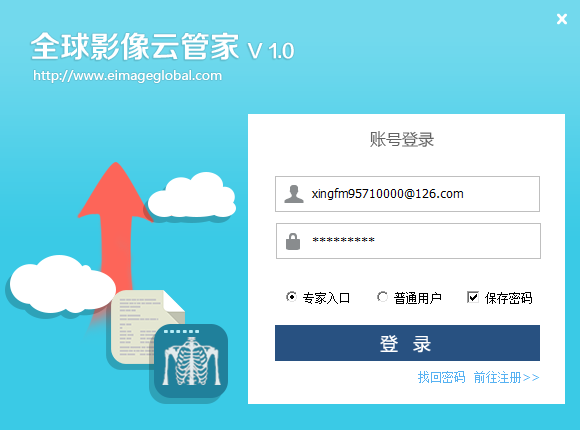 全球影像云管家 V 1.0
http://www.eimageglobal.com
账号登录
xingfm95710000@126.com
*********
专家入口 普通用户 保存密码
登 录
找回密码 前往注册>>